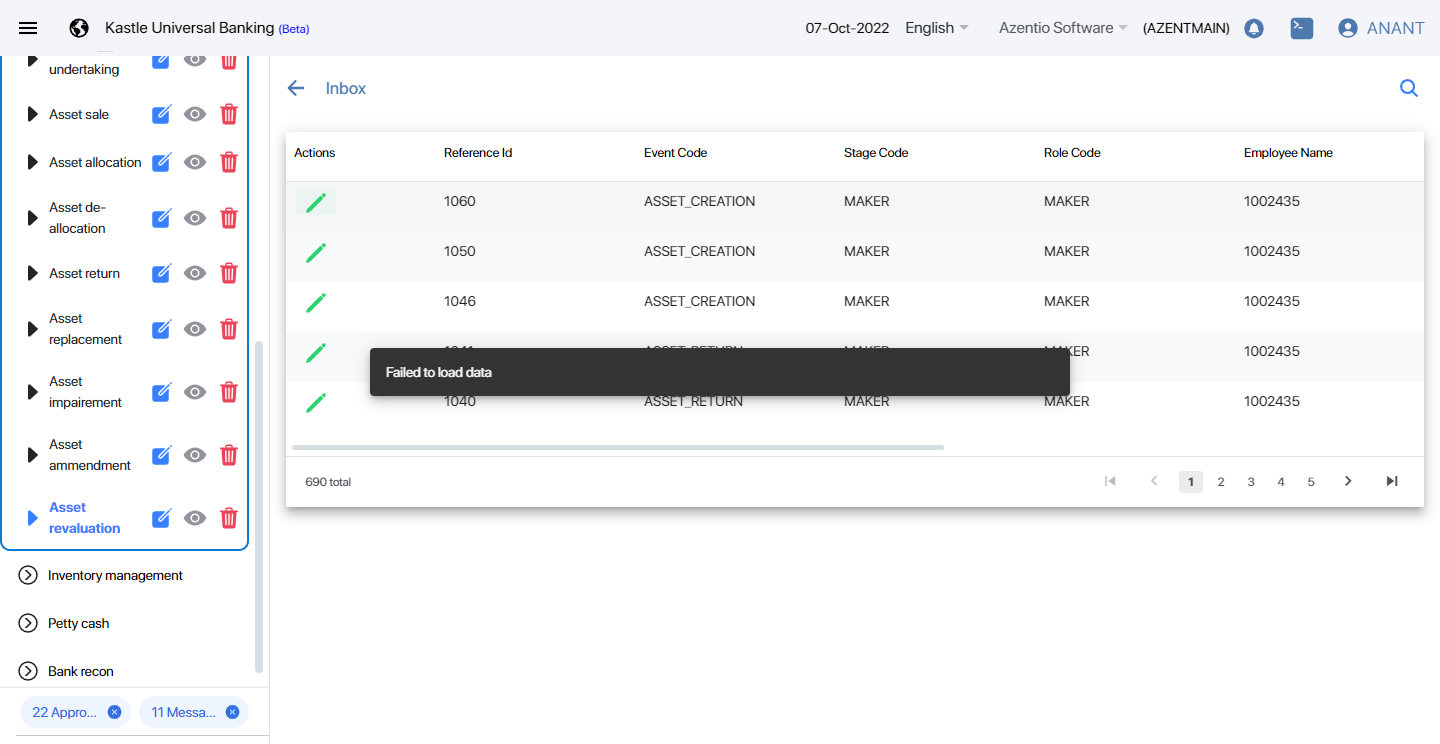 Kastle Universal Banking (Beta)
07-Oct-2022
English
Azentio Software
(AZENTMAIN)
ANANT
undertaking
Asset sale
Asset allocation
Asset de-
allocation
Asset return
Asset
replacement
Asset
impairement
Asset
ammendment
Asset
revaluation
Inventory management
Petty cash
Bank recon
22 Appro...
11 Messa...
Inbox
Actions Reference Id Event Code Stage Code Role Code Employee Name
1060 ASSET_CREATION MAKER MAKER 1002435
1050 ASSET_CREATION MAKER MAKER 1002435
1046 ASSET_CREATION MAKER MAKER 1002435
1002435
Failed to load data
1040 ASSET_RETURN MAKER MAKER 1002435
690 total
1 2 3 4 5